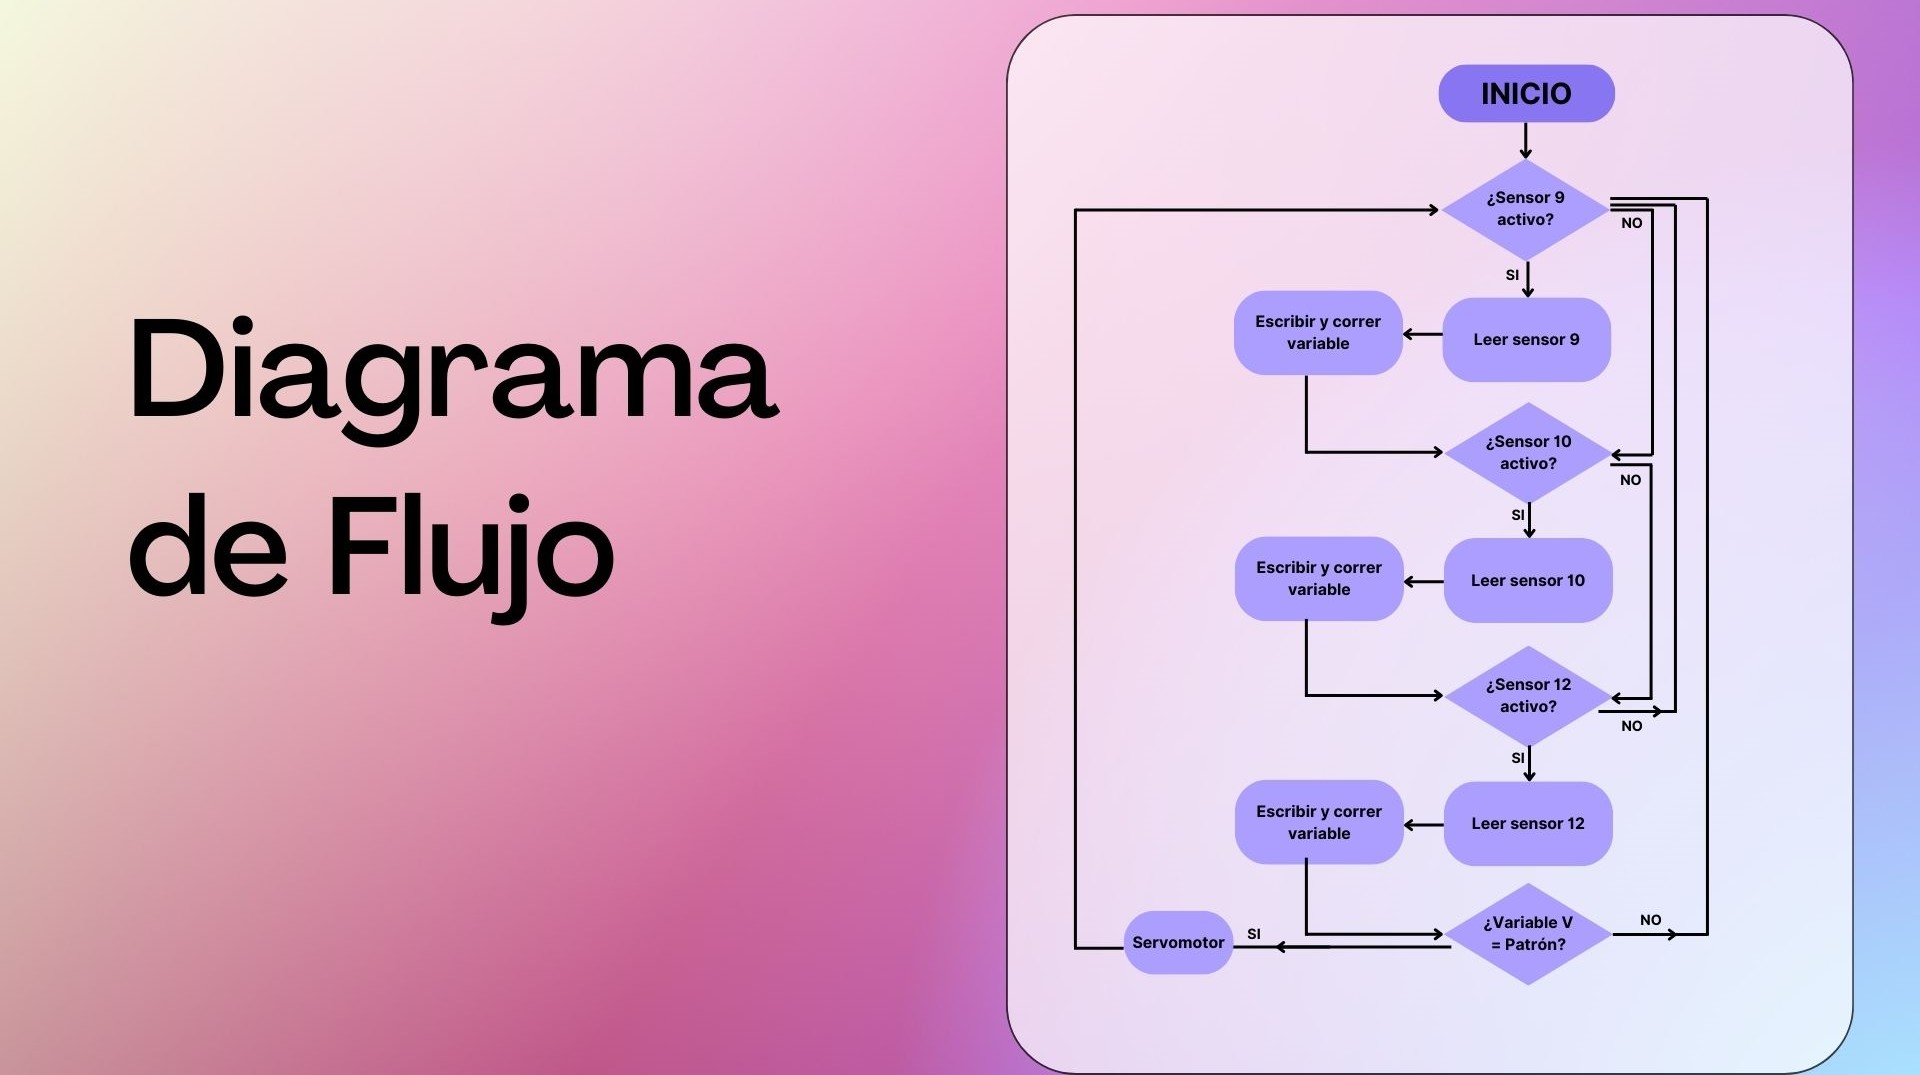 Diagrama
de Flujo
INICIO
¿Sensor 9
activo?
NO
SI
Escribir y correr
variable
Leer sensor 9
¿Sensor 10
activo?
NO
SI
Escribir y correr
variable
Leer sensor 10
¿Sensor 12
activo?
NO
SI
Escribir y correr
variable
Leer sensor 12
¿Variable V
= Patrón?
NO
SI
Servomotor